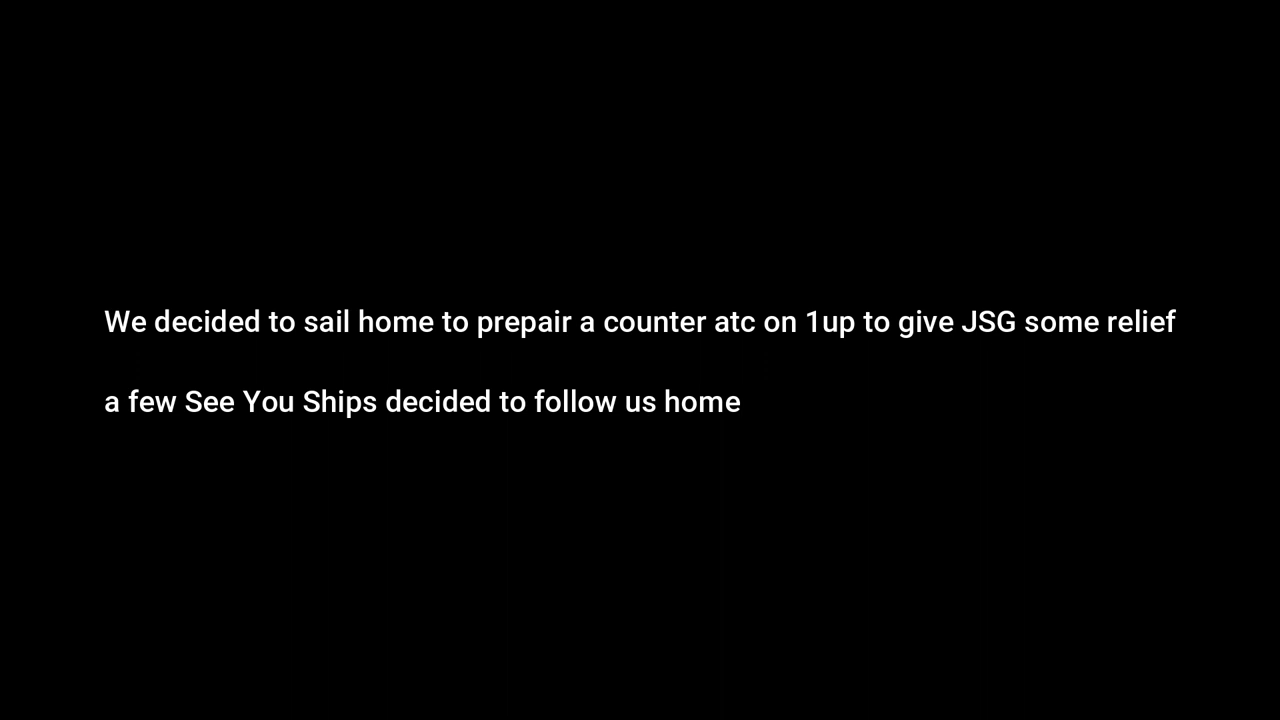 We decided to sail home to prepair a counter atc on 1up to give JSG some relief
a few See You Ships decided to follow us home